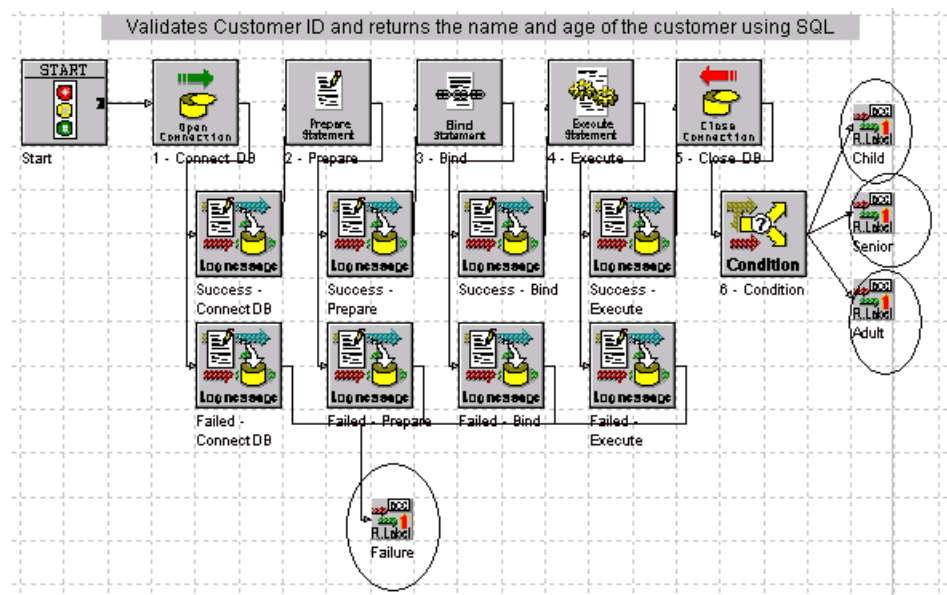 Validates Customer ID and returns the name and age of the customer using SQL
START
Start
Open
Connection
1 - Connect DB
Prepare
Statement
2 - Prepare
Bind
Statement
3 - Bind
Execute
Statement
4 - Execute
Close
Connection
5 - Close DB
R.Label
Child
R.Label
Senior
R.Label
Adult
Log message
Success -
Connect DB
Log message
Success -
Prepare
Log message
Success - Bind
Log message
Success -
Execute
Condition
6 - Condition
Log message
Failed -
Connect DB
Log message
Failed - Prepare
Log message
Failed - Bind
Log message
Failed -
Execute
R.Label
Failure